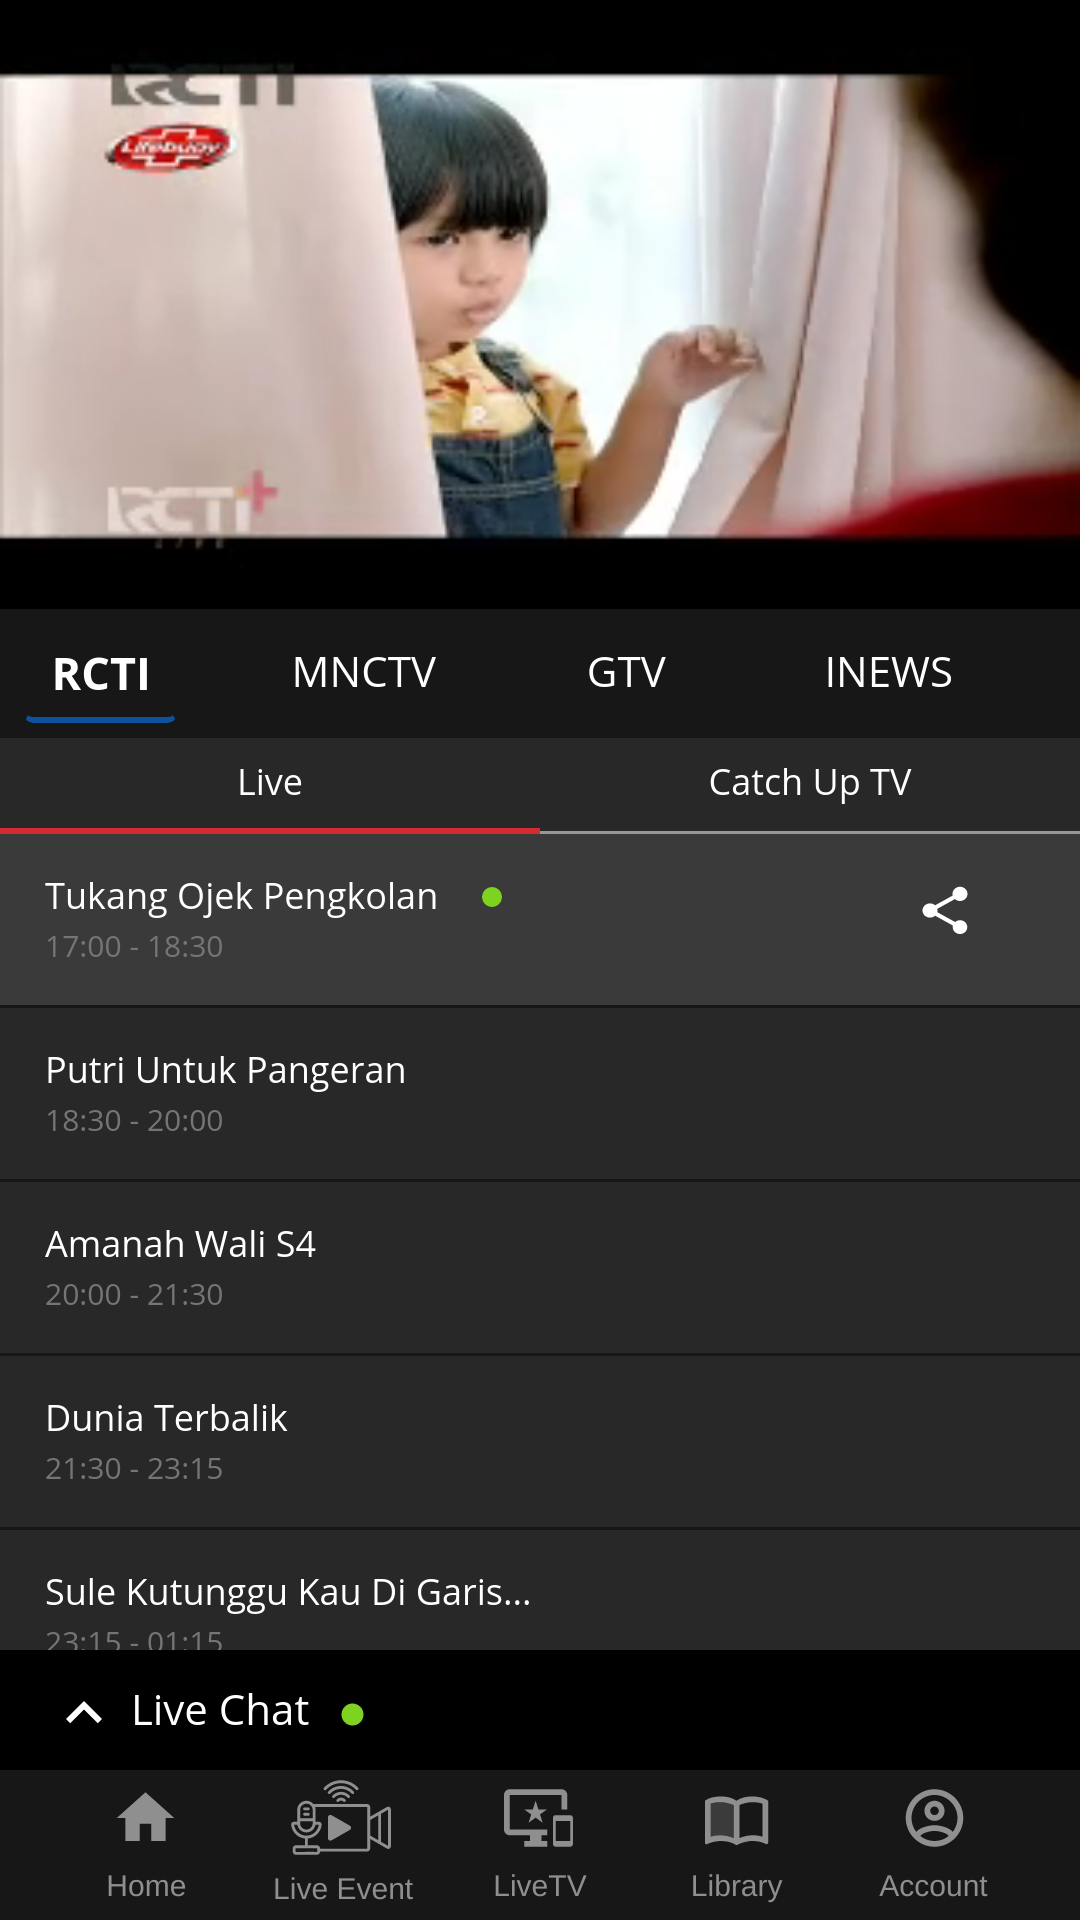 RCTI
Lifebuoy
RCTI+
RCTI MNCTV GTV INEWS
Live Catch Up TV
Tukang Ojek Pengkolan
17:00 - 18:30
Putri Untuk Pangeran
18:30 - 20:00
Amanah Wali S4
20:00 - 21:30
Dunia Terbalik
21:30 - 23:15
Sule Kutunggu Kau Di Garis...
23:15 - 01:15
Live Chat
Home Live Event LiveTV Library Account